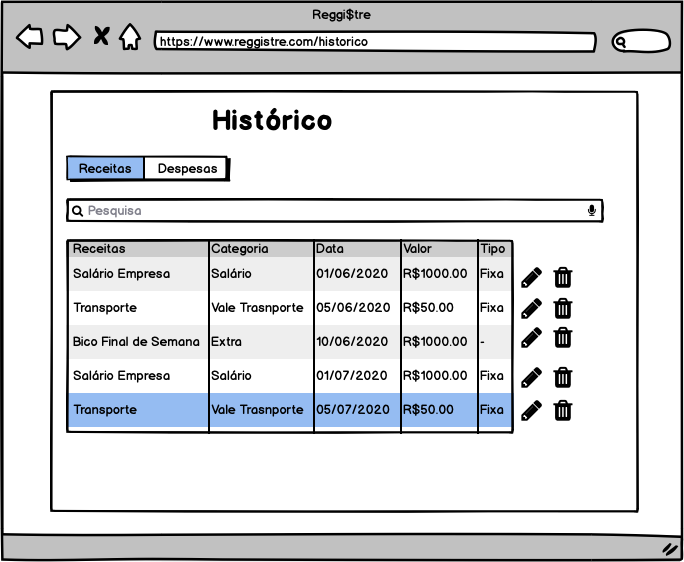 Reggi$tre
https://www.reggistre.com/historico
Histórico
Receitas Despesas
Pesquisa
Receitas Categoria Data Valor Tipo
Salário Empresa Salário 01/06/2020 R$1000.00 Fixa
Transporte Vale Trasnporte 05/06/2020 R$50.00 Fixa
Bico Final de Semana Extra 10/06/2020 R$1000.00 -
Salário Empresa Salário 01/07/2020 R$1000.00 Fixa
Transporte Vale Trasnporte 05/07/2020 R$50.00 Fixa